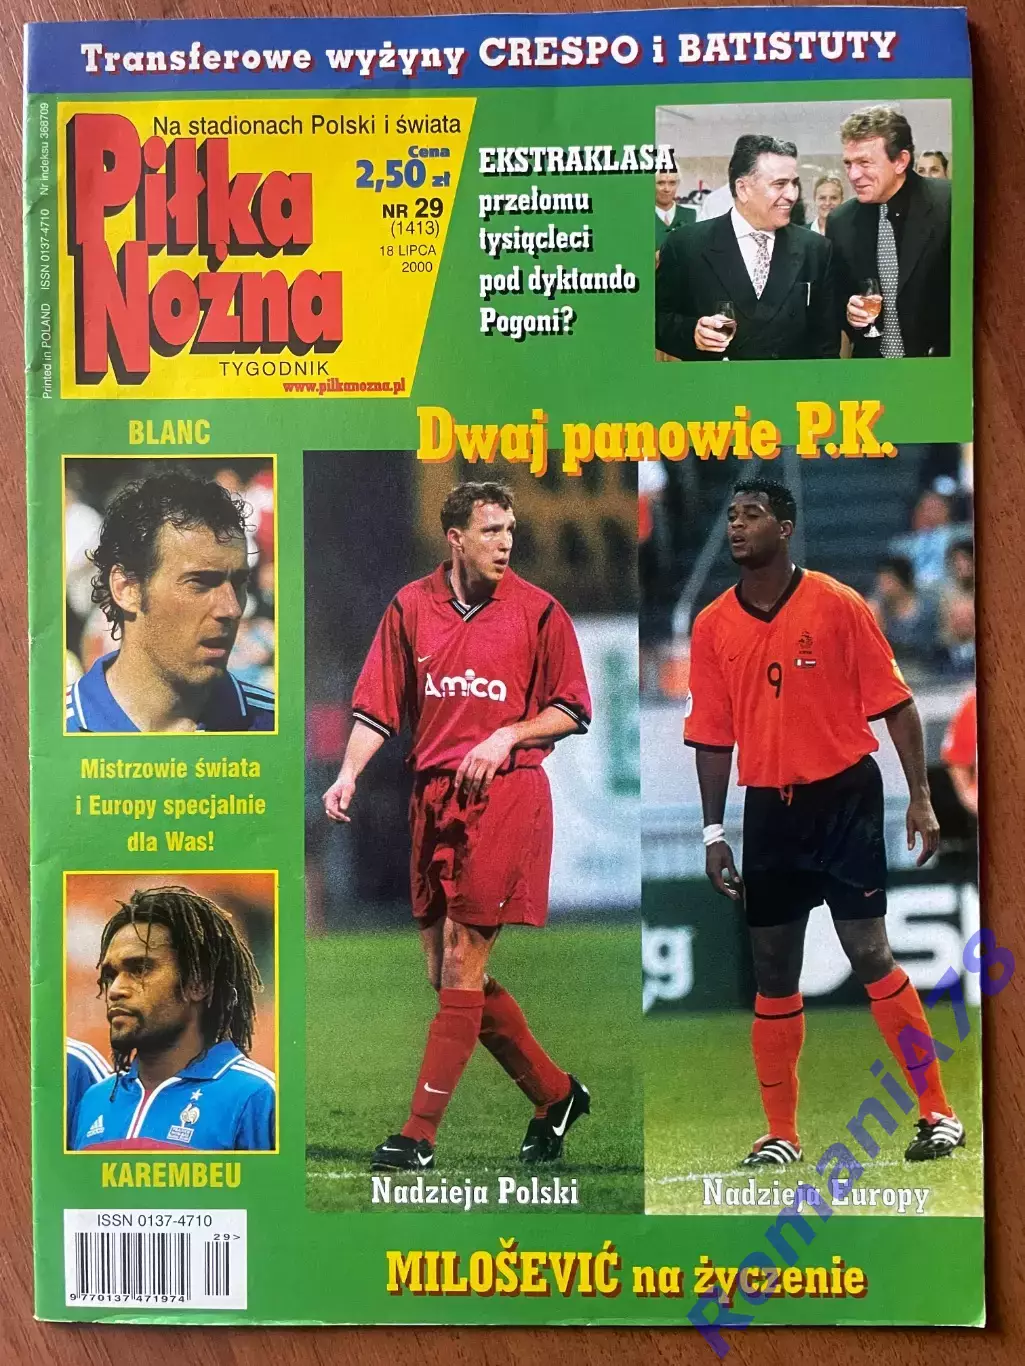 Transferowe wyżyny CRESPO i BATISTUTY
Na stadionach Polski i świata
Piłka
Nożna
TYGODNIK
www.pilkanozna.pl
Cena
2,50 zł
NR 29
(1413)
18 LIPCA
2000
Printed in POLAND ISSN 0137-4710 Nr indeksu 368709
EKSTRAKLASA
przełomu
tysiącleci
pod dyktando
Pogoni?
Dwaj panowie P.K.
BLANC
Mistrzowie świata
i Europy specjalnie
dla Was!
KAREMBEU
Amica
9
Nadzieja Polski
Nadzieja Europy
ISSN 0137-4710
29>
9 770137 471974
MILOŠEVIĆ na życzenie
RomaniA78